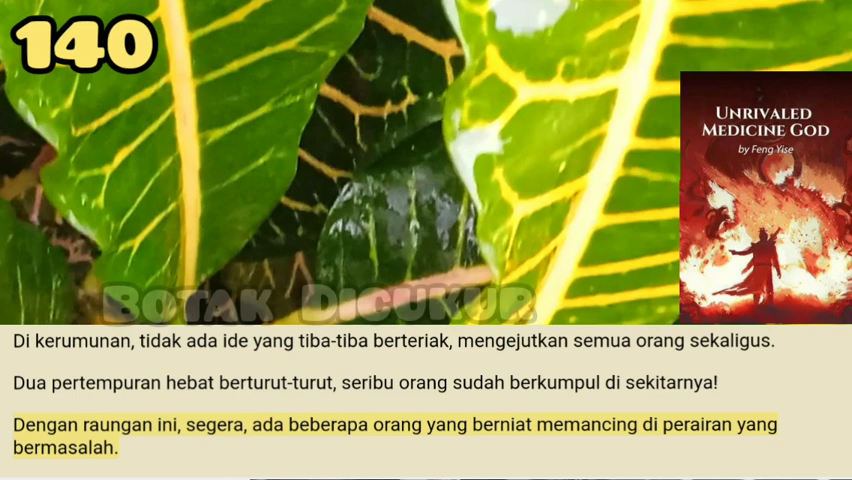 140
UNRIVALED
MEDICINE GOD
by Feng Yise
BOTAK DICUKUR
Di kerumunan, tidak ada ide yang tiba-tiba berteriak, mengejutkan semua orang sekaligus.
Dua pertempuran hebat berturut-turut, seribu orang sudah berkumpul di sekitarnya!
Dengan raungan ini, segera, ada beberapa orang yang berniat memancing di perairan yang
bermasalah.